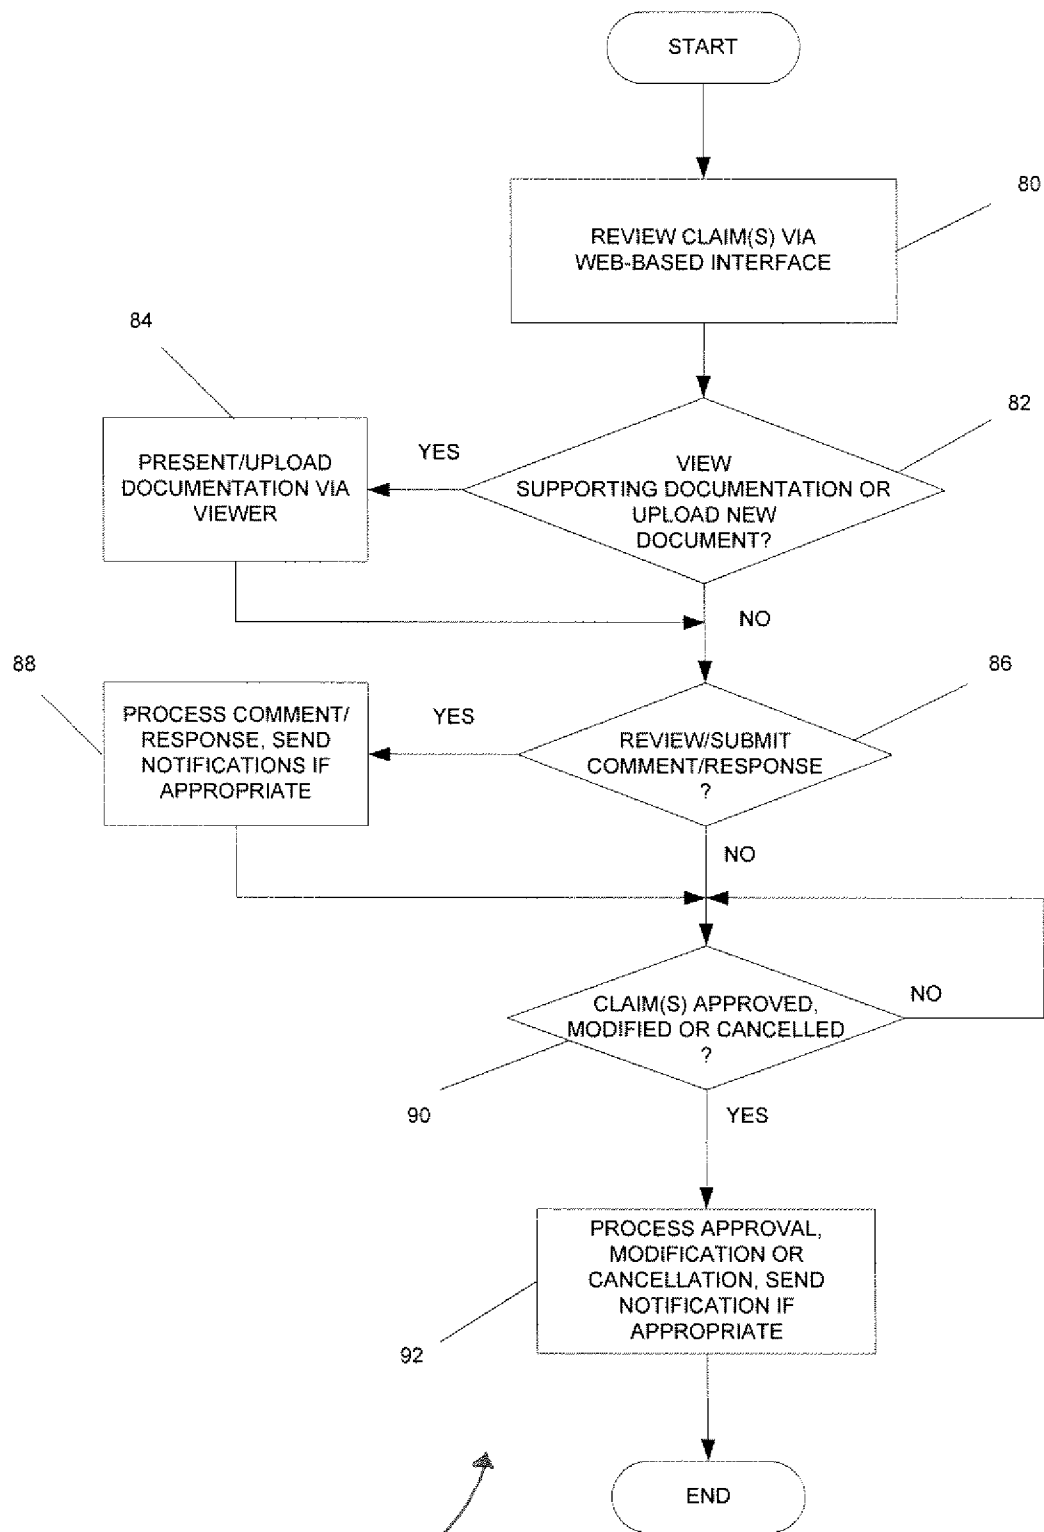 START
80
REVIEW CLAIM(S) VIA
WEB-BASED INTERFACE
84
82
YES
PRESENT/UPLOAD
DOCUMENTATION VIA
VIEWER
VIEW
SUPPORTING DOCUMENTATION OR
UPLOAD NEW
DOCUMENT?
NO
88
86
YES
PROCESS COMMENT/
RESPONSE, SEND
NOTIFICATIONS IF
APPROPRIATE
REVIEW/SUBMIT
COMMENT/RESPONSE
?
NO
CLAIM(S) APPROVED,
MODIFIED OR CANCELLED
?
NO
90
YES
PROCESS APPROVAL,
MODIFICATION OR
CANCELLATION, SEND
NOTIFICATION IF
APPROPRIATE
92
END